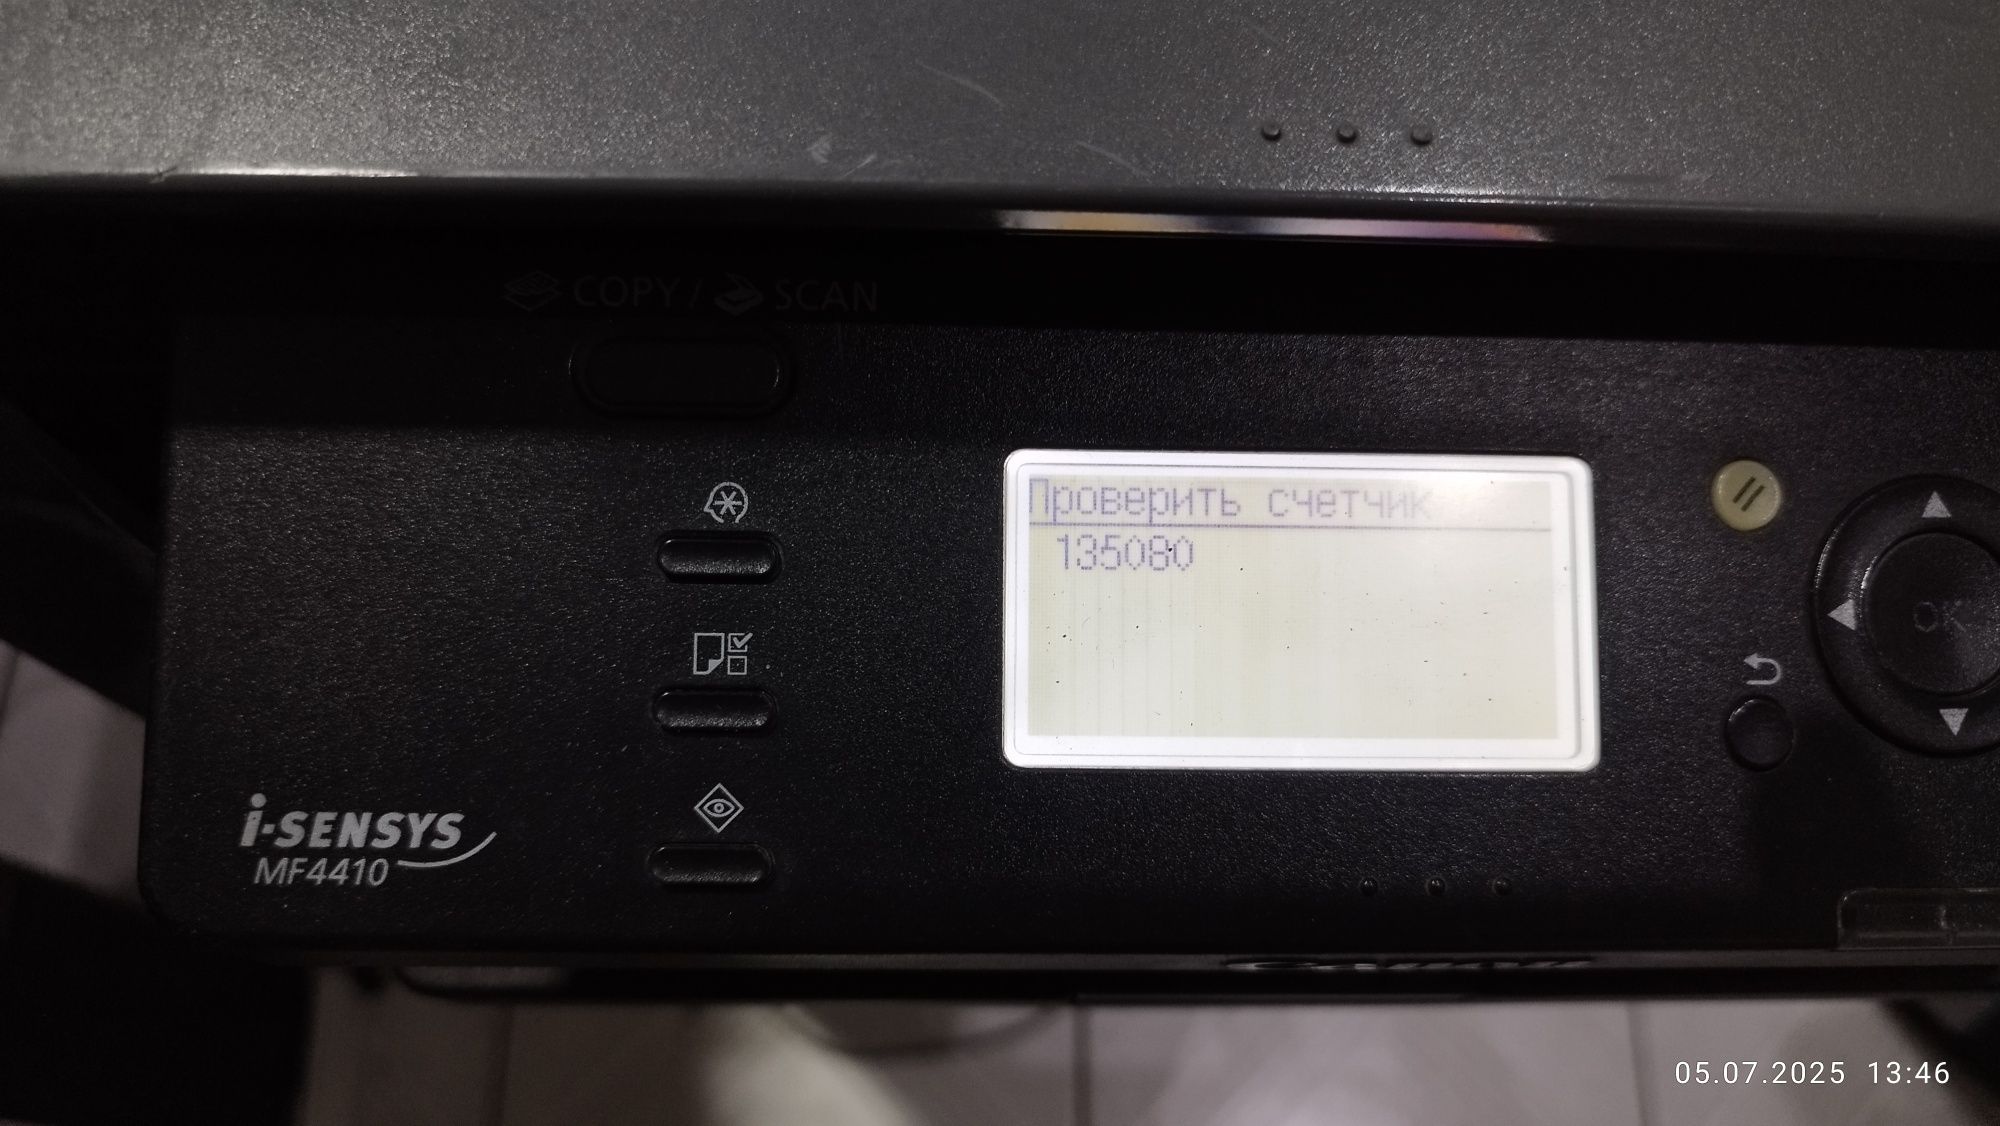 COPY / SCAN
Проверить счетчик
135080
OK
i-SENSYS
MF4410
05.07.2025 13:46